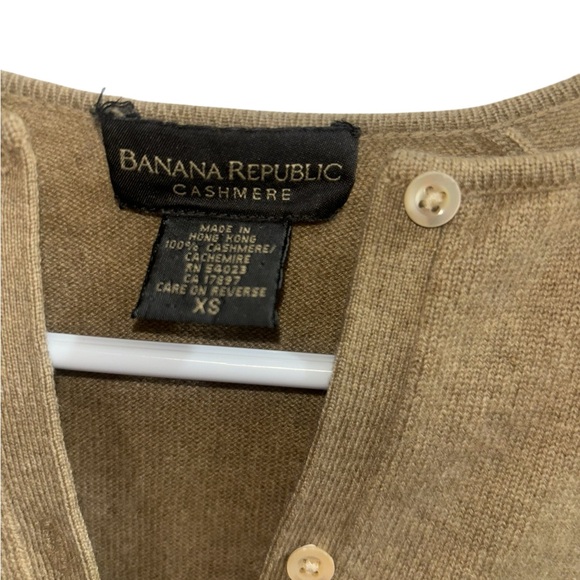 BANANA REPUBLIC
CASHMERE
MADE IN
HONG KONG
100% CASHMERE/
CACHEMIRE
RN 54023
CA 17897
CARE ON REVERSE
XS